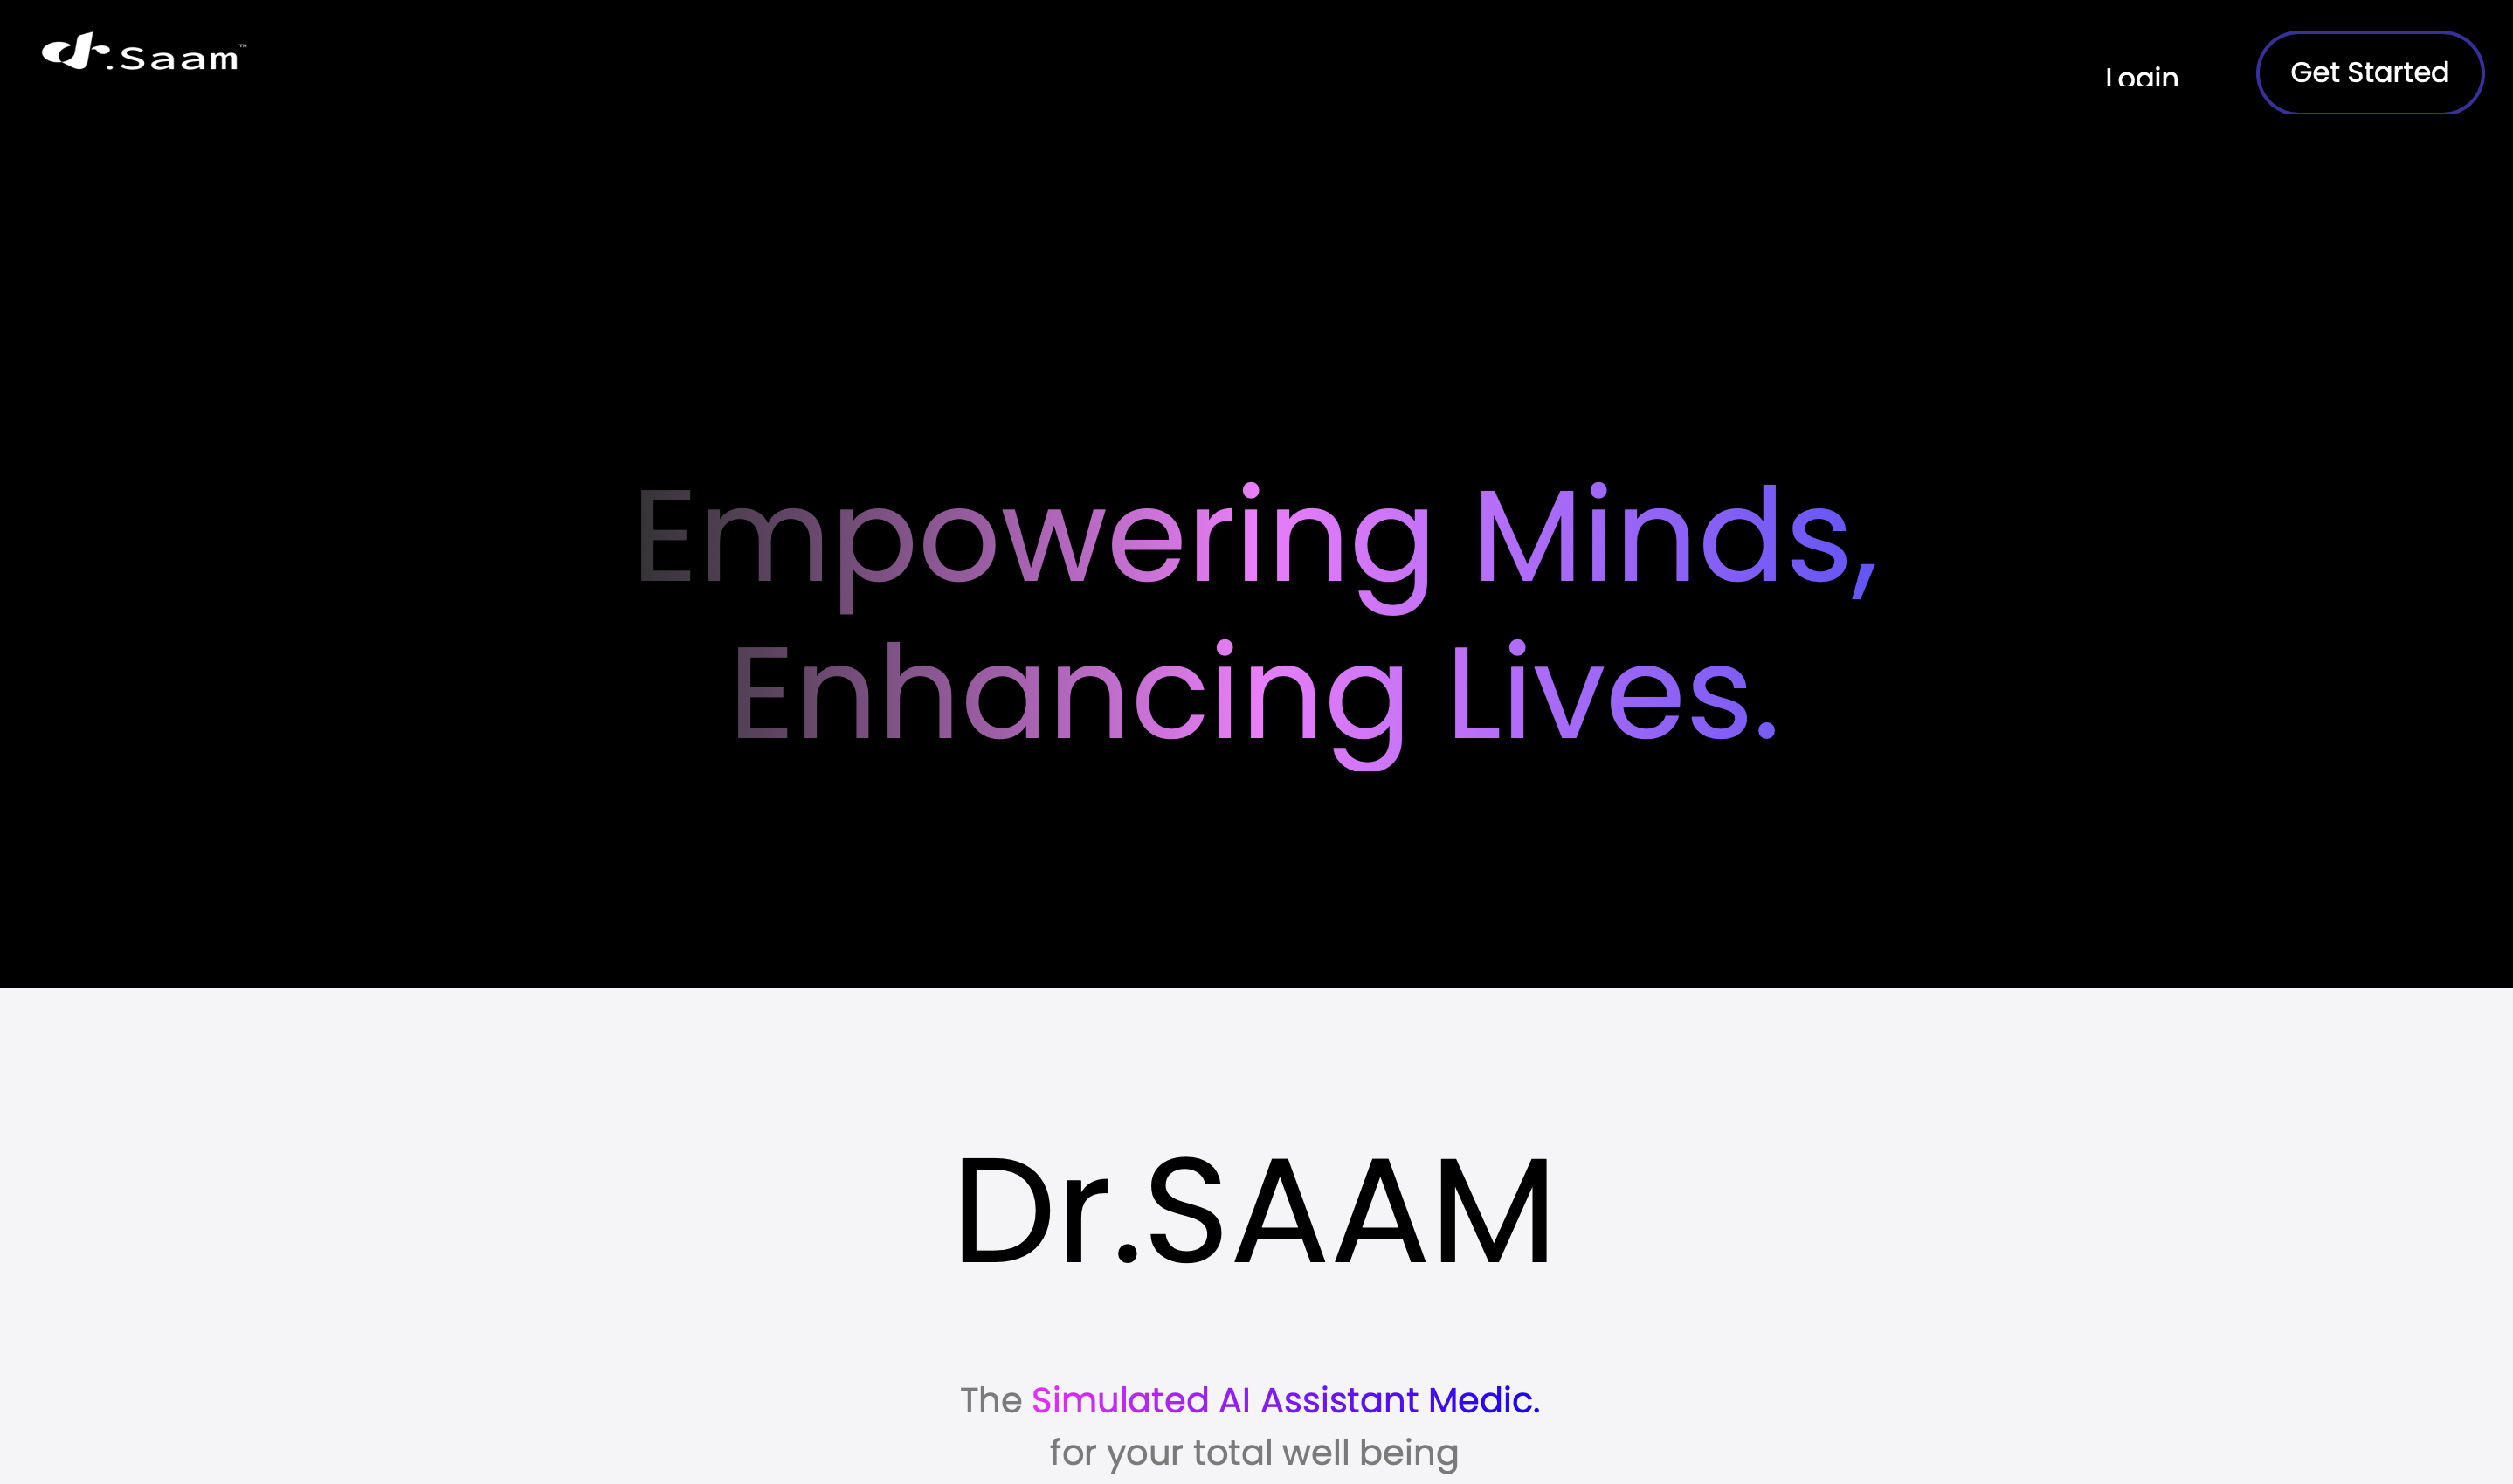 dr.Saam™
Login
Get Started
Empowering Minds,
Enhancing Lives.
Dr.SAAM
The Simulated AI Assistant Medic.
for your total well being